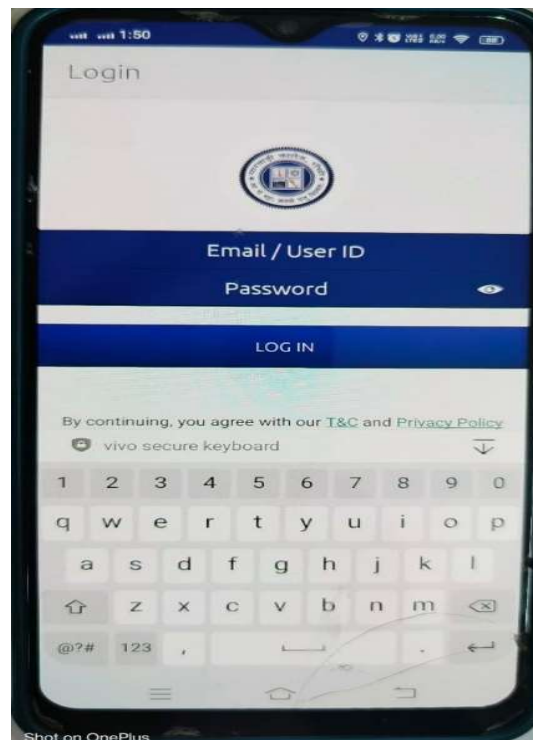 1:50
Login
Email / User ID
Password
LOG IN
By continuing, you agree with our T&C and Privacy Policy
vivo secure keyboard
1 2 3 4 5 6 7 8 9 0
q w e r t y u i o p
a s d f g h j k l
z x c v b n m
@?# 123 , .
Shot on OnePlus